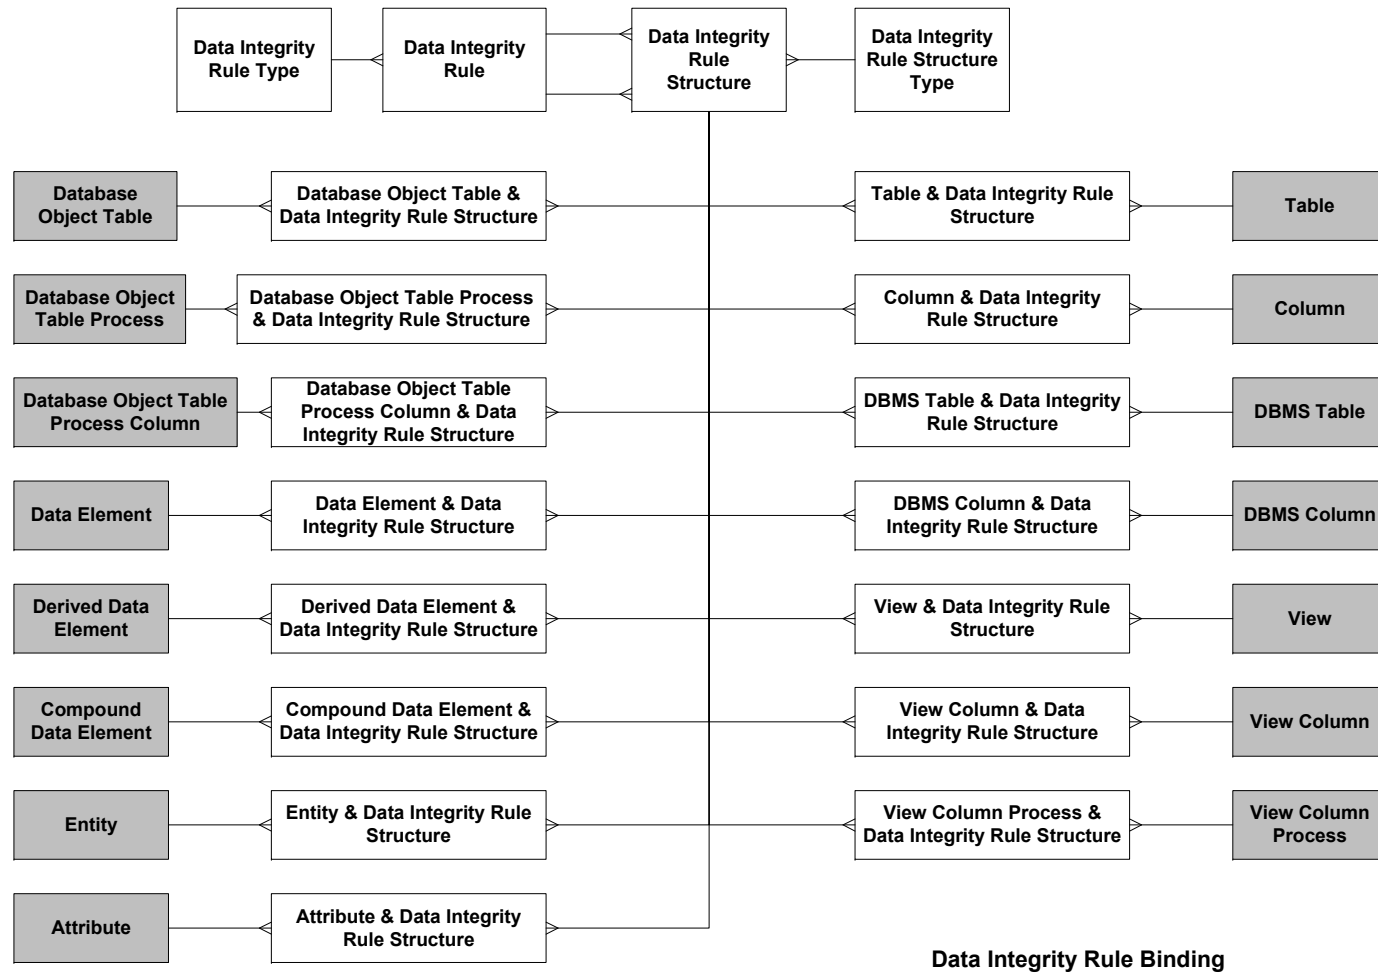 Data Integrity
Rule Type
Data Integrity
Rule
Data Integrity
Rule
Structure
Data Integrity
Rule Structure
Type
Database
Object Table
Database Object Table &
Data Integrity Rule Structure
Table & Data Integrity Rule
Structure
Table
Database Object
Table Process
Database Object Table Process
& Data Integrity Rule Structure
Column & Data Integrity
Rule Structure
Column
Database Object Table
Process Column
Database Object Table
Process Column & Data
Integrity Rule Structure
DBMS Table & Data Integrity
Rule Structure
DBMS Table
Data Element
Data Element & Data
Integrity Rule Structure
DBMS Column & Data
Integrity Rule Structure
DBMS Column
Derived Data
Element
Derived Data Element &
Data Integrity Rule Structure
View & Data Integrity Rule
Structure
View
Compound
Data Element
Compound Data Element &
Data Integrity Rule Structure
View Column & Data
Integrity Rule Structure
View Column
Entity
Entity & Data Integrity Rule
Structure
View Column Process &
Data Integrity Rule Structure
View Column
Process
Attribute
Attribute & Data Integrity
Rule Structure
Data Integrity Rule Binding